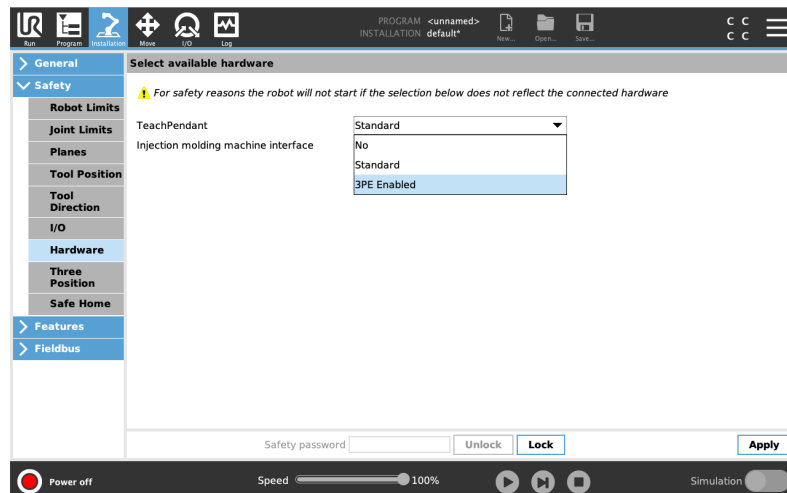 UR
Run
Program
Installation
Move
I/O
Log
PROGRAM <unnamed>
INSTALLATION default*
New...
Open...
Save...
C C
C C
General
Safety
Robot Limits
Joint Limits
Planes
Tool Position
Tool
Direction
I/O
Hardware
Three
Position
Safe Home
Features
Fieldbus
Select available hardware
For safety reasons the robot will not start if the selection below does not reflect the connected hardware
TeachPendant
Standard
Injection molding machine interface
No
Standard
3PE Enabled
Safety password
Unlock
Lock
Apply
Power off
Speed
100%
Simulation